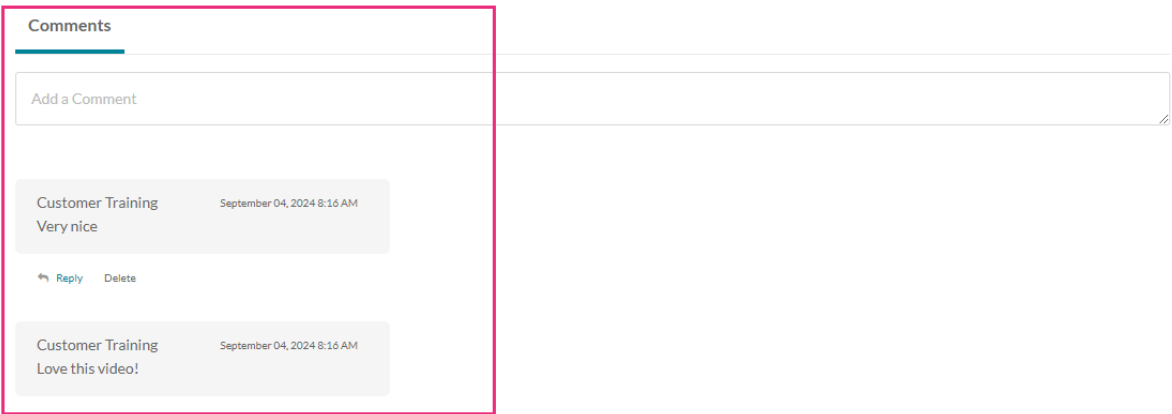 Comments
Add a Comment
Customer Training September 04, 2024 8:16 AM
Very nice
Reply Delete
Customer Training September 04, 2024 8:16 AM
Love this video!